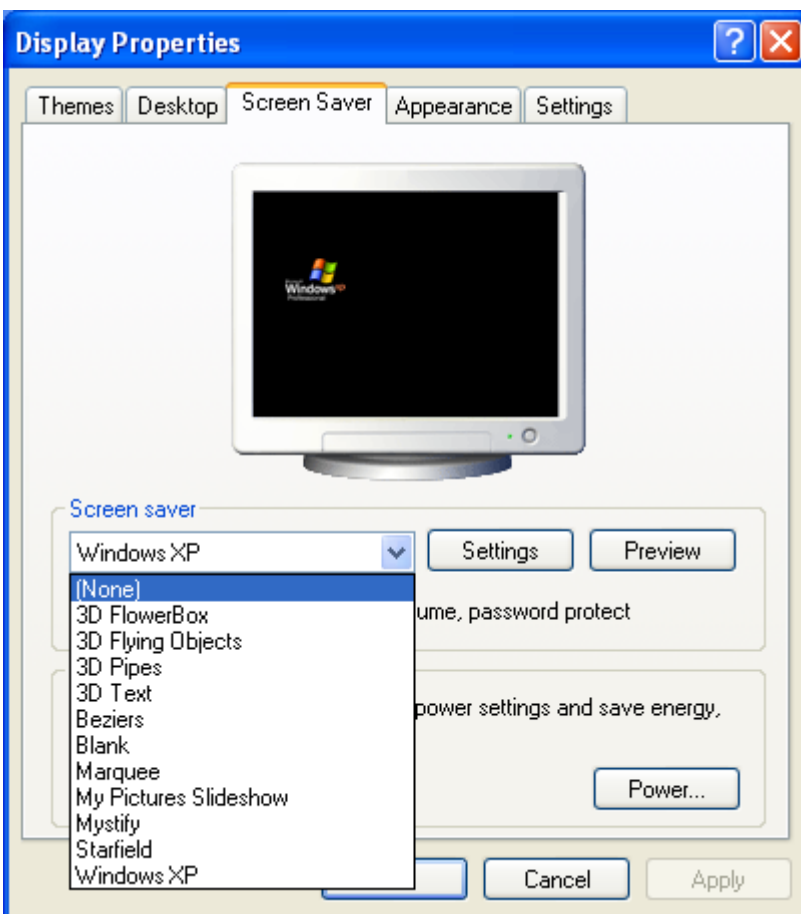 Display Properties
Themes Desktop Screen Saver Appearance Settings
Windows xp
Professional
Screen saver
Windows XP Settings Preview
(None)
3D FlowerBox
ume, password protect
3D Flying Objects
3D Pipes
3D Text
power settings and save energy,
Beziers
Blank
Marquee
My Pictures Slideshow
Power...
Mystify
Starfield
Windows XP
Cancel Apply